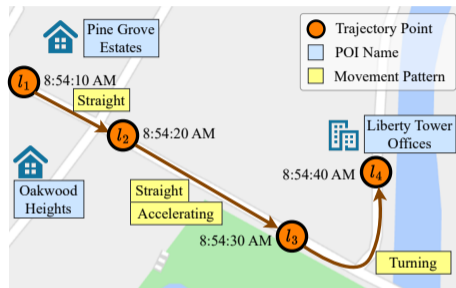 Pine Grove
Estates
Trajectory Point
POI Name
Movement Pattern
l₁
8:54:10 AM
Straight
l₂
8:54:20 AM
Liberty Tower
Offices
Oakwood
Heights
8:54:40 AM
l₄
Straight
Accelerating
8:54:30 AM
l₃
Turning